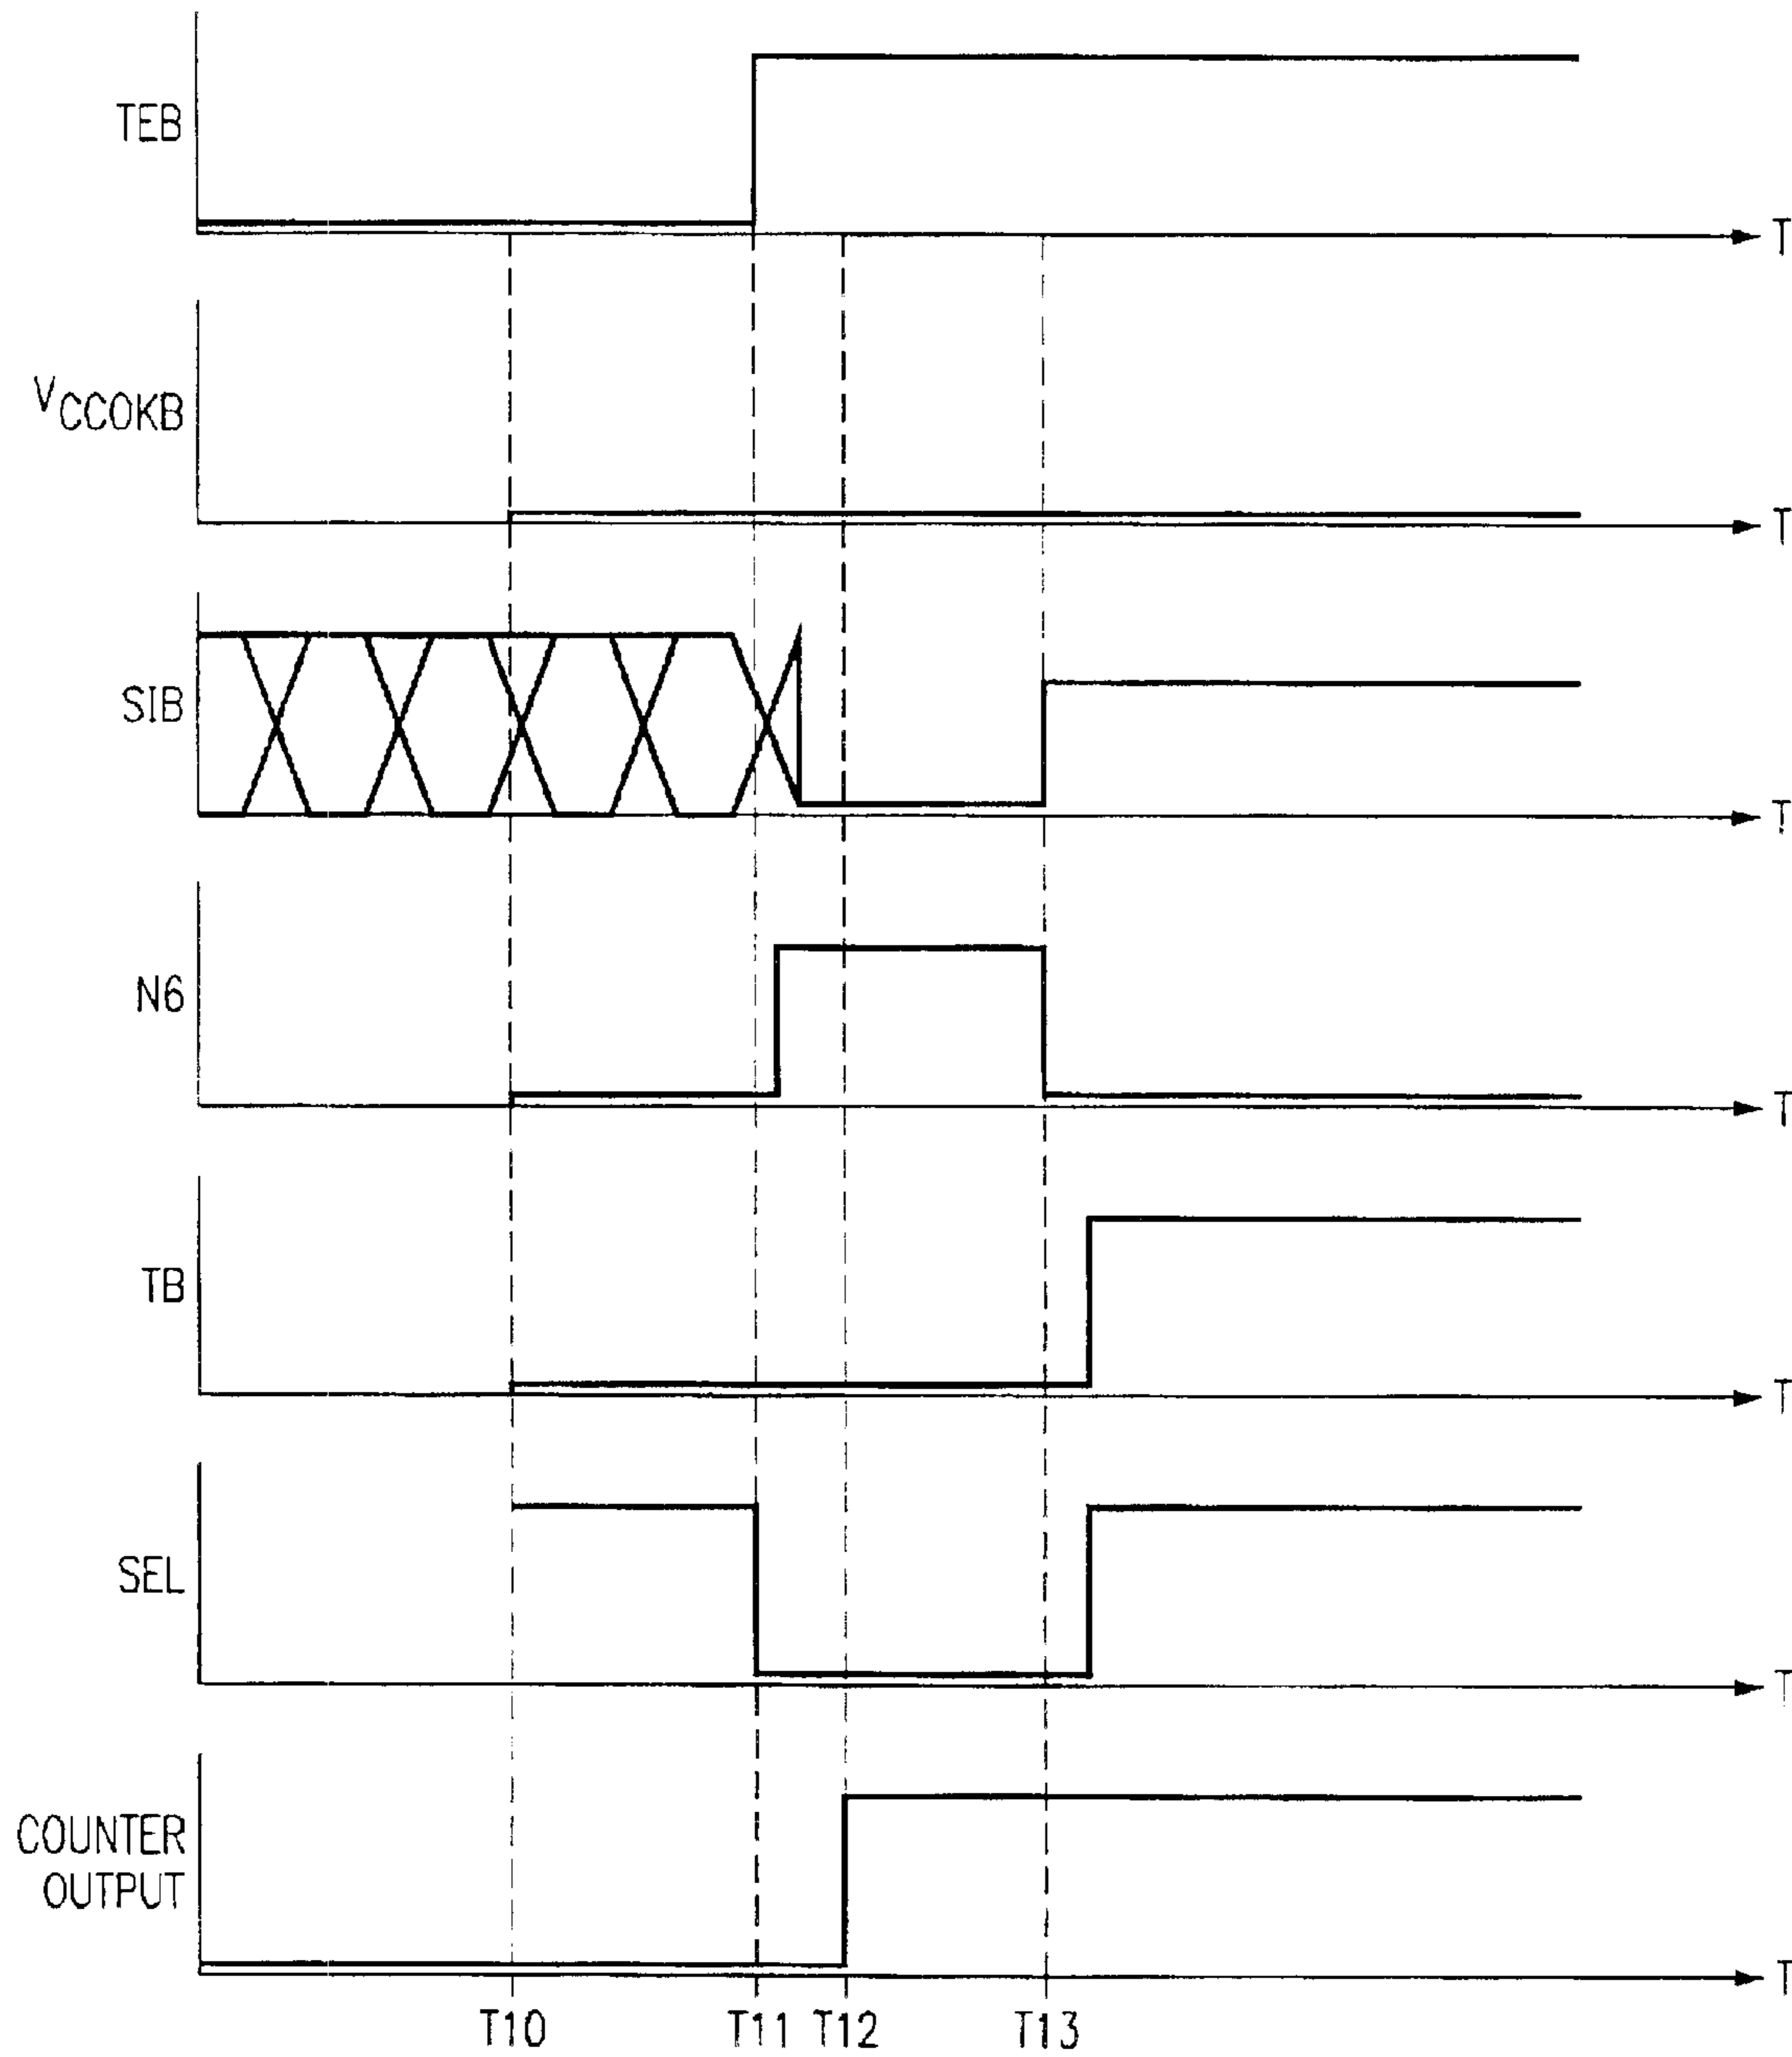 TEB
T
VCCOKB
T
SIB
T
N6
T
TB
T
SEL
T
COUNTER
OUTPUT
T
T10 T11 T12 T13